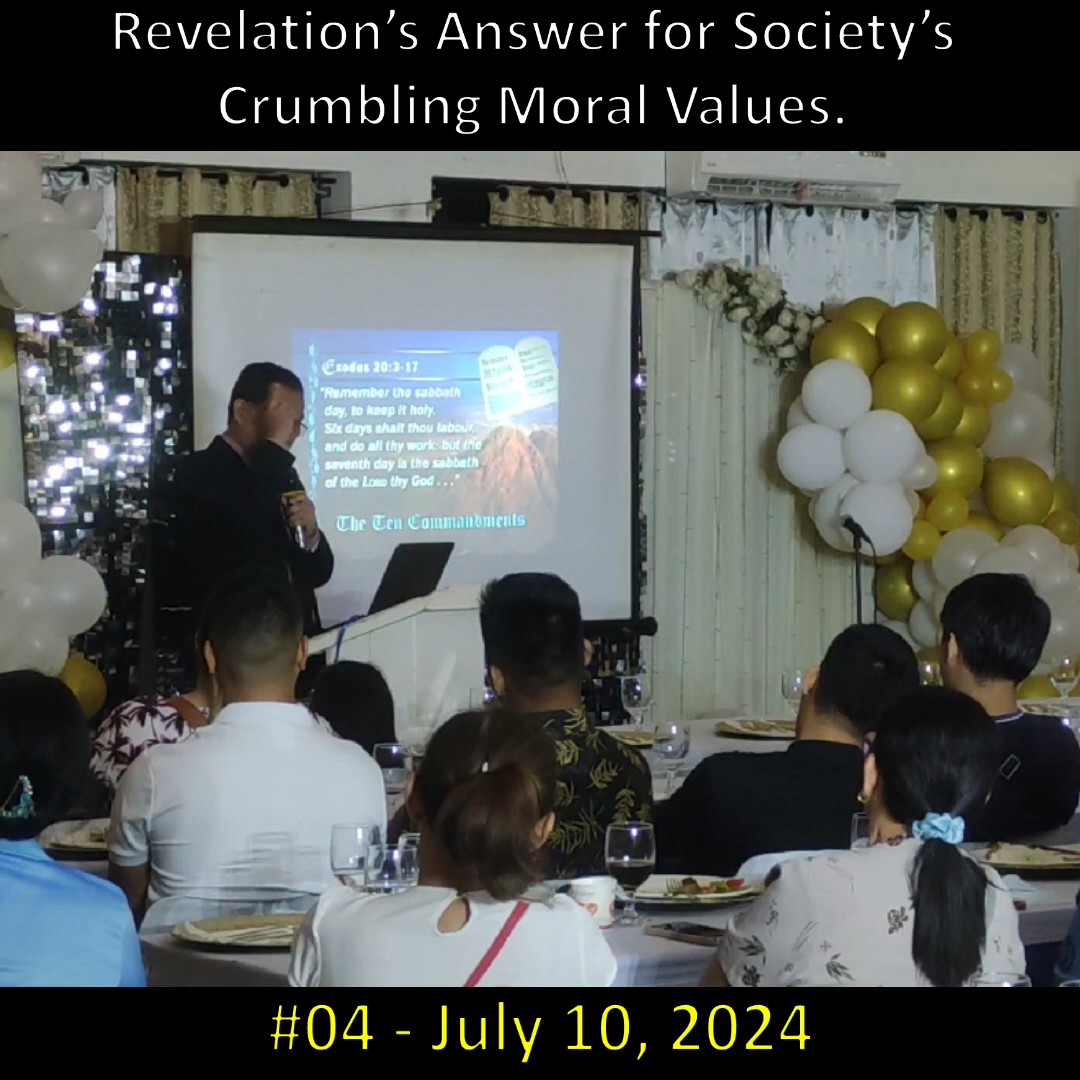 Revelation’s Answer for Society’s
Crumbling Moral Values.
Exodus 20:3-17
"Remember the sabbath
day, to keep it holy.
Six days shalt thou labour,
and do all thy work: but the
seventh day is the sabbath
of the LORD thy God . . ."
The Ten Commandments
#04 - July 10, 2024